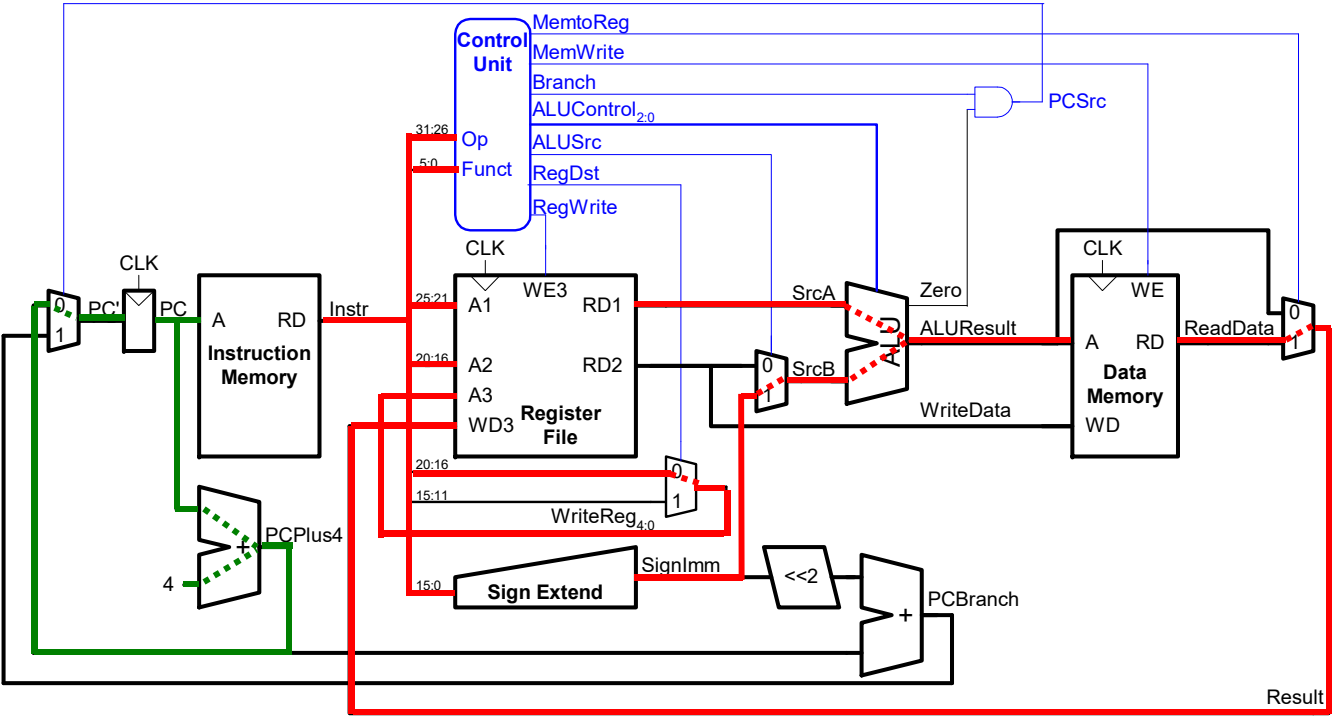 MemtoReg
Control
Unit
MemWrite
Branch
PCSrc
ALUControl2:0
31:26
Op
ALUSrc
5:0
Funct
RegDst
RegWrite
CLK
CLK
CLK
WE3
WE
Zero
0
PC'
PC
A
RD
Instr
25:21
A1
RD1
SrcA
ALU
ALUResult
A
RD
ReadData
0
1
1
Instruction
Memory
20:16
A2
RD2
0
SrcB
1
Data
Memory
A3
Register
File
WD3
WriteData
WD
20:16
0
15:11
1
WriteReg4:0
PCPlus4
+
4
SignImm
<<2
15:0
Sign Extend
PCBranch
+
Result